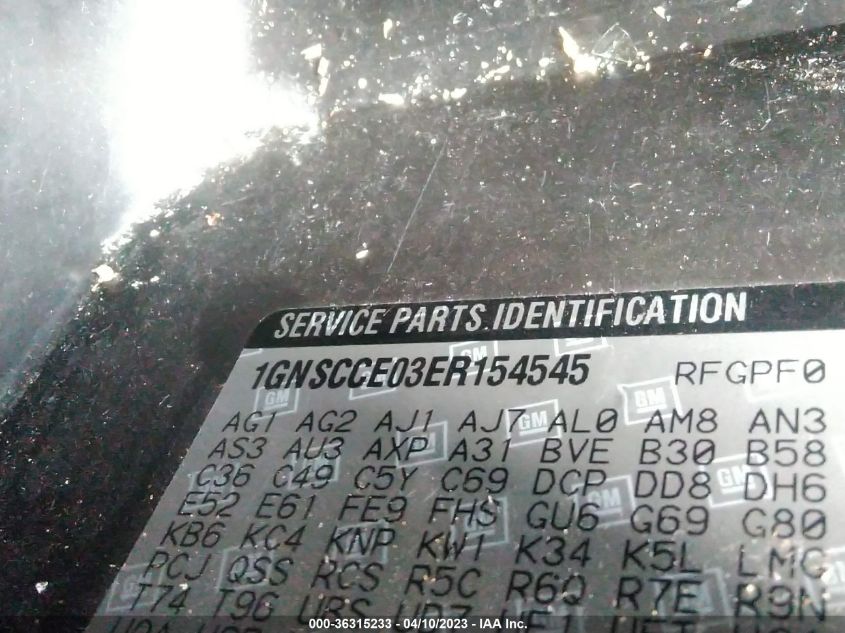 SERVICE PARTS IDENTIFICATION
1GNSCCE03ER154545 RFGPF0
AG1 AG2 AJ1 AJ7 AL0 AM8 AN3
AS3 AU3 AXP A31 BVE B30 B58
C36 C49 C5Y C69 DCP DD8 DH6
E52 E61 FE9 FHS GU6 G69 G80
KB6 KC4 KNP KW1 K34 K5L LMG
PCJ QSS RCS R5C R6Q R7E R9N
T74 T96
000-36315233 - 04/10/2023 - IAA Inc.